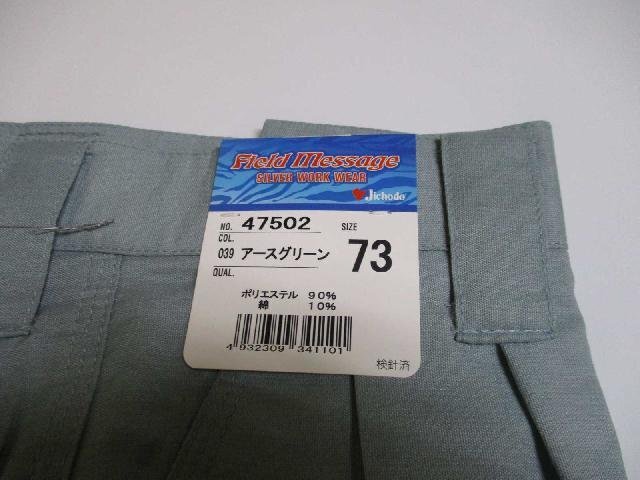 Field Message
SILVER WORK WEAR
Jichodo
NO. 47502 SIZE
COL.
039 アースグリーン 73
QUAL.
ポリエステル 90%
綿 10%
4 932309 341101
検針済